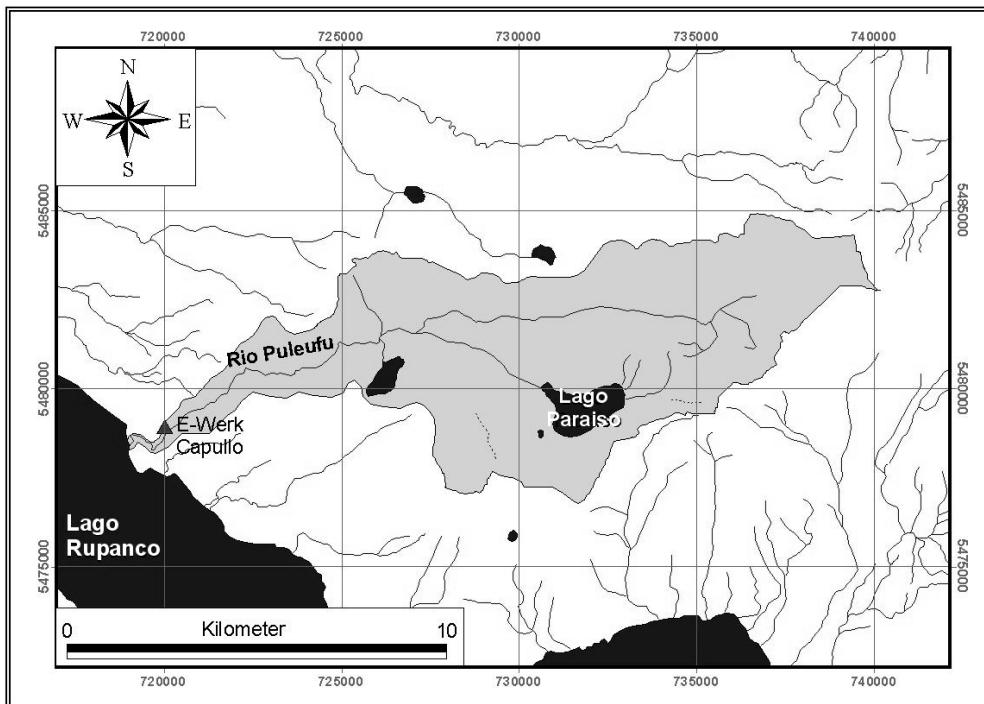 720000 725000 730000 735000 740000
N
W E
S
5485000 5485000
Rio Puleufu
5480000 5480000
Lago
Paraiso
E-Werk
Capullo
Lago
Rupanco
5475000 5475000
0 Kilometer 10
720000 725000 730000 735000 740000